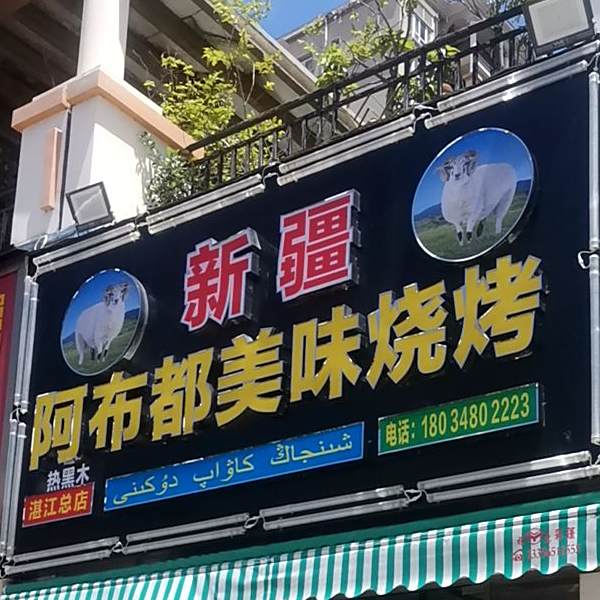 新疆
阿布都美味烧烤
热黑木
湛江总店
شىنجاڭ كاۋاپ دۇكىنى
电话: 180 3480 2223